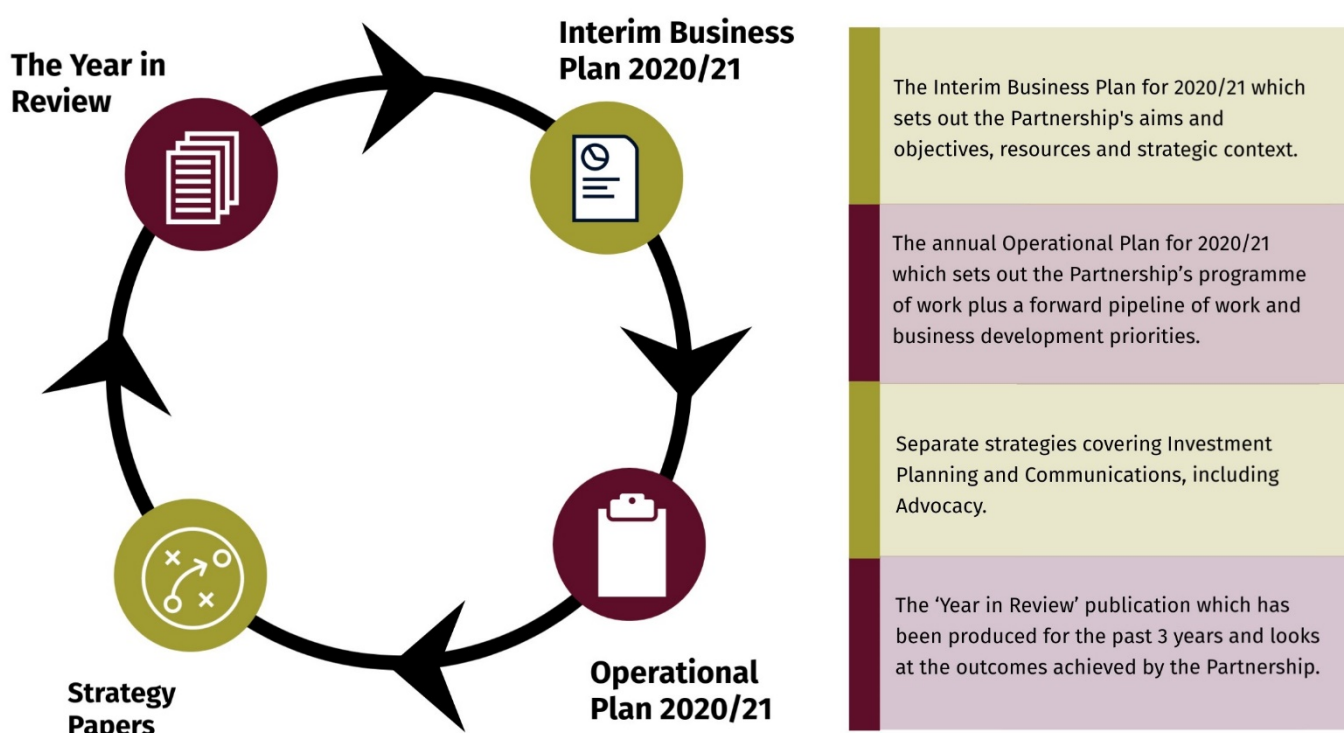 The Year in
Review
Interim Business
Plan 2020/21
Operational
Plan 2020/21
Strategy
Papers
The Interim Business Plan for 2020/21 which
sets out the Partnership's aims and
objectives, resources and strategic context.
The annual Operational Plan for 2020/21
which sets out the Partnership’s programme
of work plus a forward pipeline of work and
business development priorities.
Separate strategies covering Investment
Planning and Communications, including
Advocacy.
The ‘Year in Review’ publication which has
been produced for the past 3 years and looks
at the outcomes achieved by the Partnership.